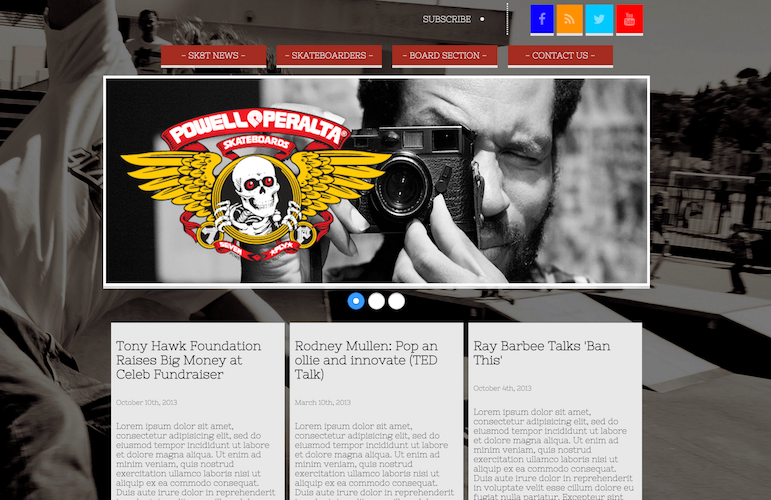 SUBSCRIBE
You
Tube
~ SK8T NEWS ~
~ SKATEBOARDERS ~
~ BOARD SECTION ~
~ CONTACT US ~
POWELL PERALTA®
SKATEBOARDS
Tony Hawk Foundation
Raises Big Money at
Celeb Fundraiser
October 10th, 2013
Lorem ipsum dolor sit amet,
consectetur adipisicing elit, sed do
eiusmod tempor incididunt ut labore
et dolore magna aliqua. Ut enim ad
minim veniam, quis nostrud
exercitation ullamco laboris nisi ut
aliquip ex ea commodo consequat.
Duis aute irure dolor in reprehenderit
Rodney Mullen: Pop an
ollie and innovate (TED
Talk)
March 10th, 2013
Lorem ipsum dolor sit amet,
consectetur adipisicing elit, sed do
eiusmod tempor incididunt ut labore
et dolore magna aliqua. Ut enim ad
minim veniam, quis nostrud
exercitation ullamco laboris nisi ut
aliquip ex ea commodo consequat.
Duis aute irure dolor in reprehenderit
Ray Barbee Talks 'Ban
This'
October 4th, 2013
Lorem ipsum dolor sit amet,
consectetur adipisicing elit, sed do
eiusmod tempor incididunt ut labore
et dolore magna aliqua. Ut enim ad
minim veniam, quis nostrud
exercitation ullamco laboris nisi ut
aliquip ex ea commodo consequat.
Duis aute irure dolor in reprehenderit
in voluptate velit esse cillum dolore eu
fugiat nulla pariatur. Excepteur sint